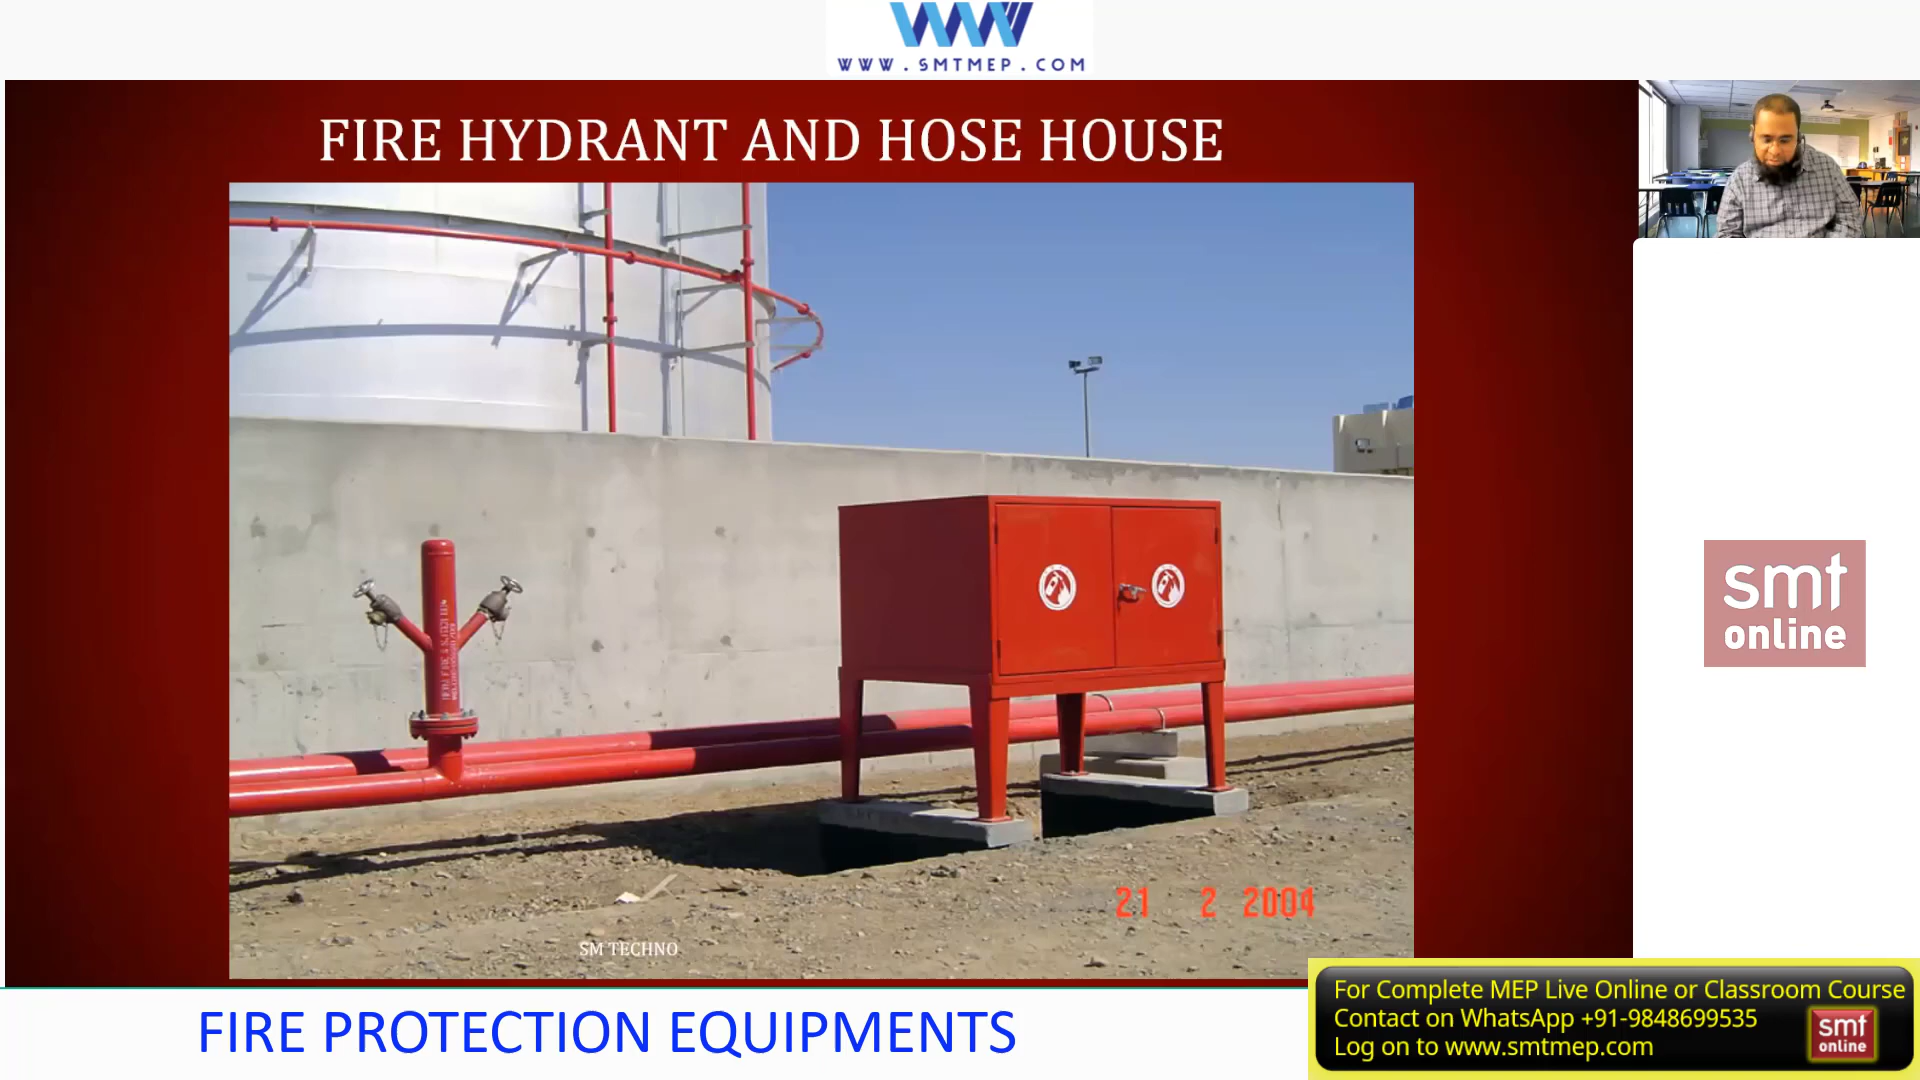 WWW.SMTMEP.COM
FIRE HYDRANT AND HOSE HOUSE
21 2 2004
SM TECHNO
smt
online
FIRE PROTECTION EQUIPMENTS
For Complete MEP Live Online or Classroom Course
Contact on WhatsApp +91-9848699535
Log on to www.smtmep.com
smt
online